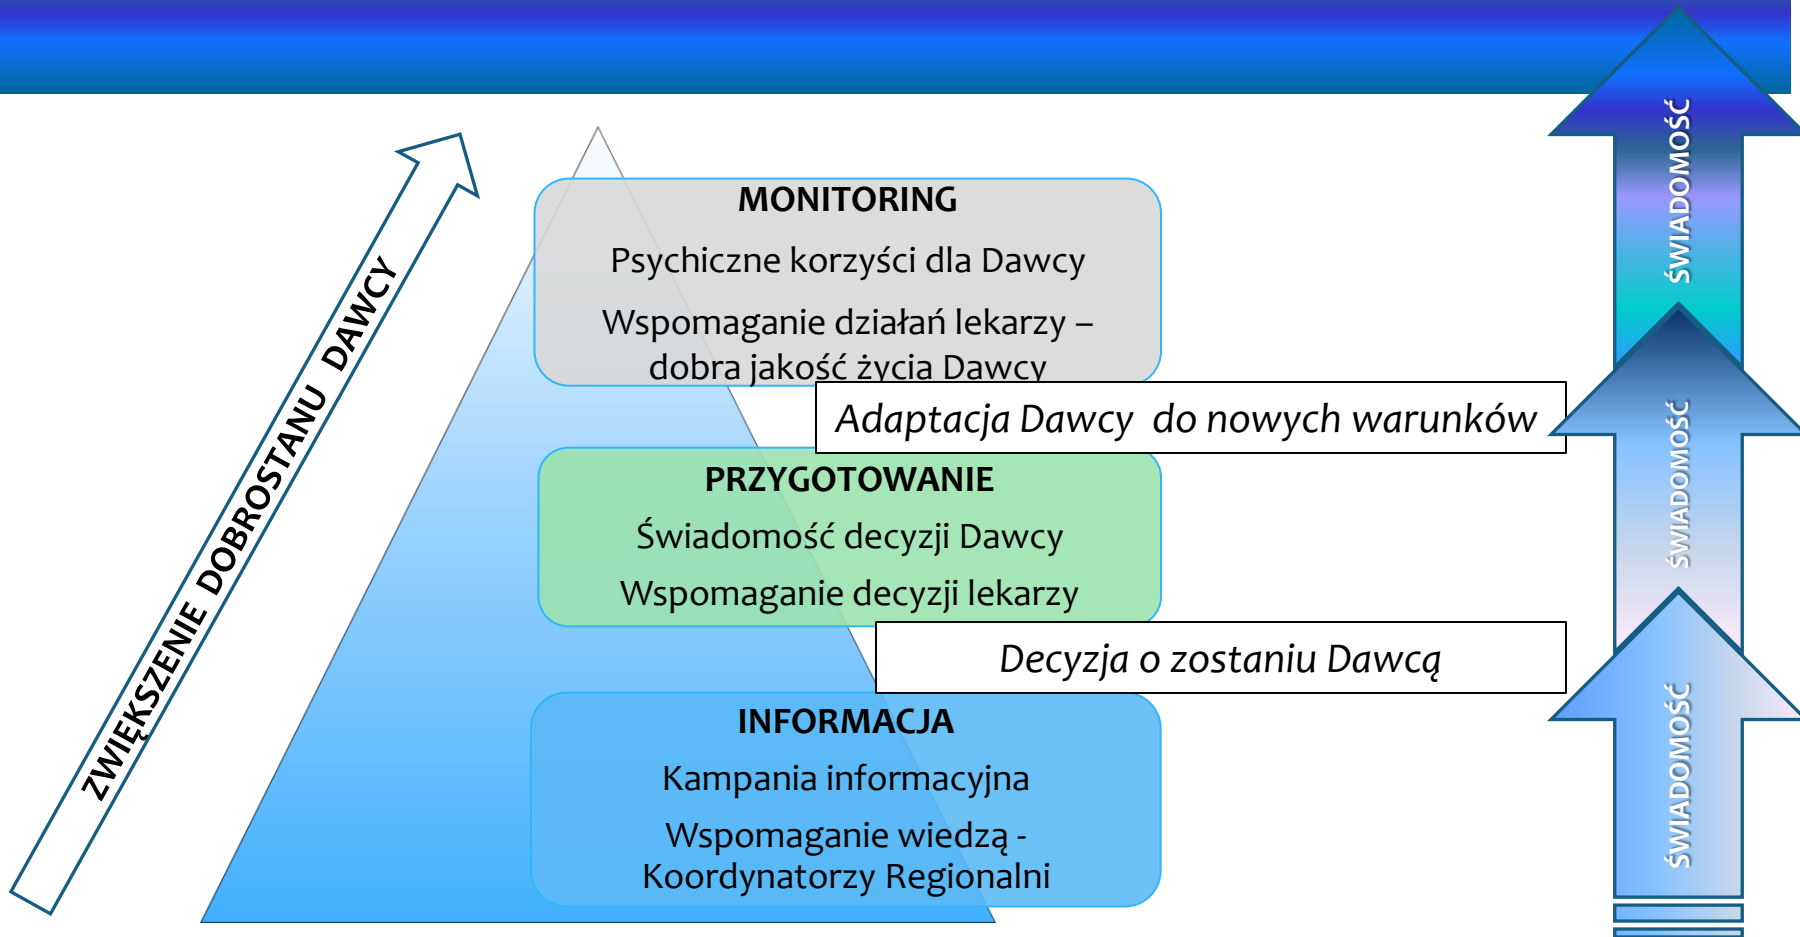 ŚWIADOMOŚĆ
MONITORING
Psychiczne korzyści dla Dawcy
Wspomaganie działań lekarzy –
dobra jakość życia Dawcy
ZWIĘKSZENIE DOBROSTANU DAWCY
Adaptacja Dawcy do nowych warunków
ŚWIADOMOŚĆ
PRZYGOTOWANIE
Świadomość decyzji Dawcy
Wspomaganie decyzji lekarzy
Decyzja o zostaniu Dawcą
ŚWIADOMOŚĆ
INFORMACJA
Kampania informacyjna
Wspomaganie wiedzą -
Koordynatorzy Regionalni